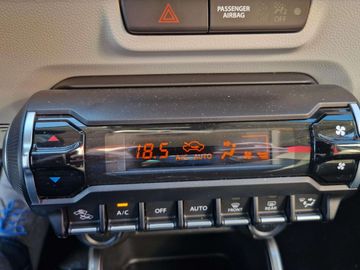 PASSENGER
AIRBAG
OFF
18.5
A/C AUTO
A/C
OFF
AUTO
FRONT
REAR